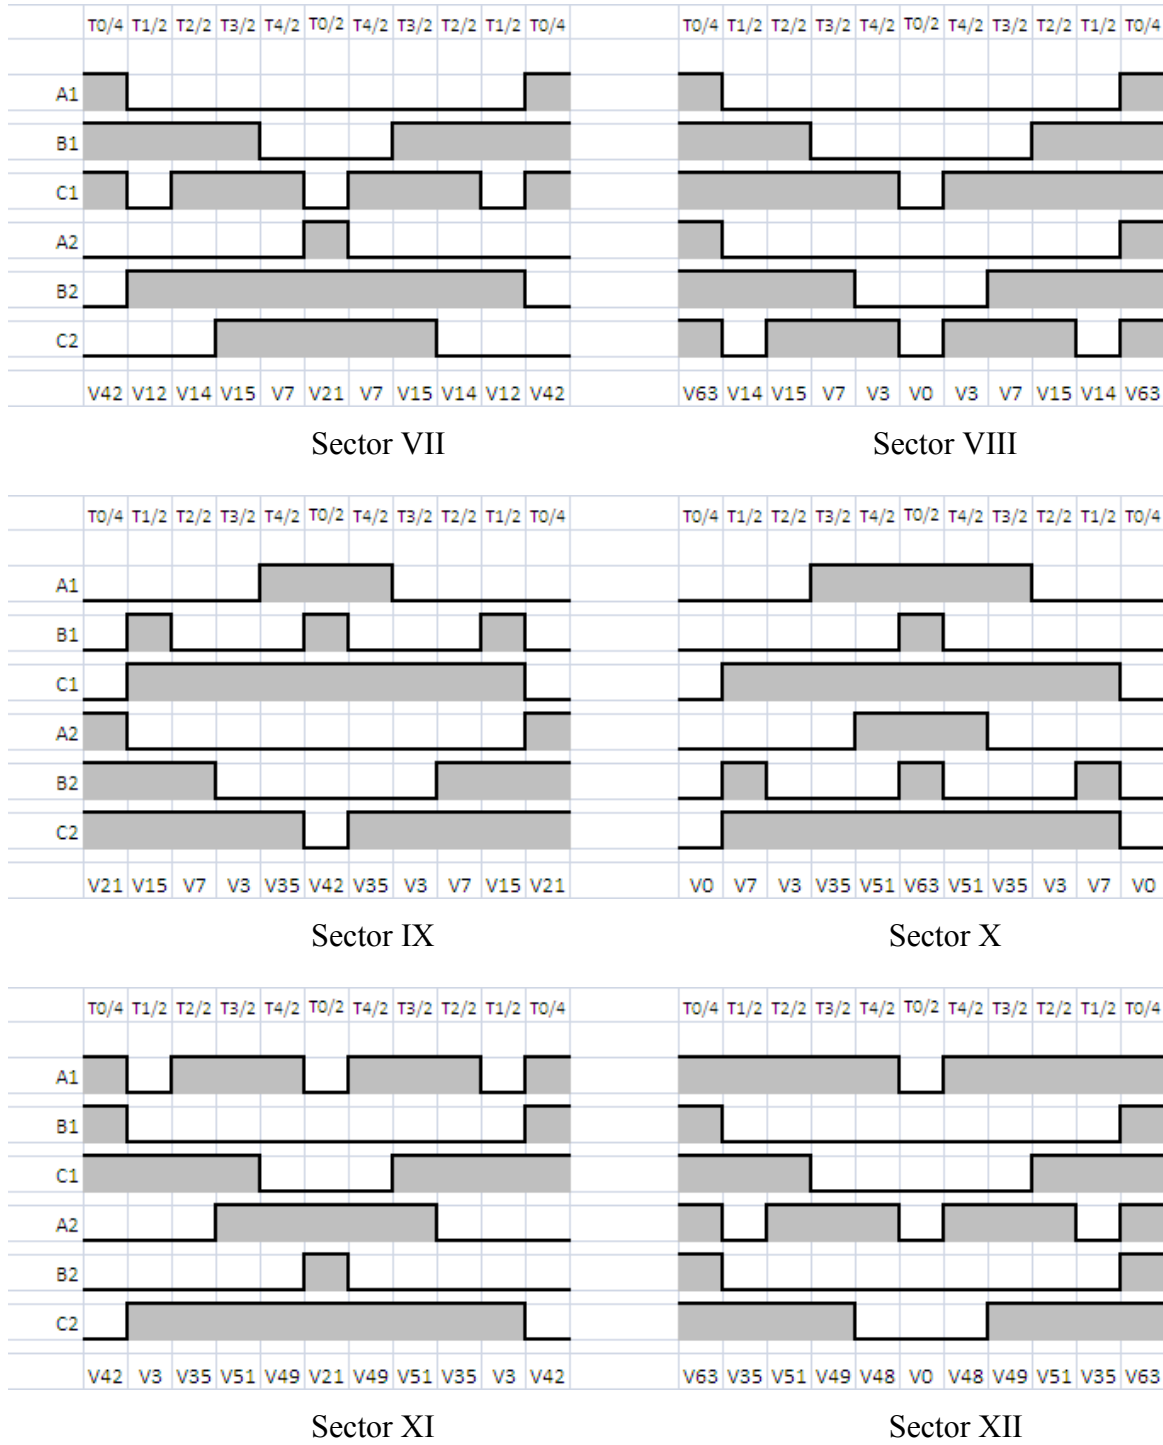 T0/4 T1/2 T2/2 T3/2 T4/2 T0/2 T4/2 T3/2 T2/2 T1/2 T0/4
A1
B1
C1
A2
B2
C2
V42 V12 V14 V15 V7 V21 V7 V15 V14 V12 V42
Sector VII
T0/4 T1/2 T2/2 T3/2 T4/2 T0/2 T4/2 T3/2 T2/2 T1/2 T0/4
V63 V14 V15 V7 V3 V0 V3 V7 V15 V14 V63
Sector VIII
T0/4 T1/2 T2/2 T3/2 T4/2 T0/2 T4/2 T3/2 T2/2 T1/2 T0/4
A1
B1
C1
A2
B2
C2
V21 V15 V7 V3 V35 V42 V35 V3 V7 V15 V21
Sector IX
T0/4 T1/2 T2/2 T3/2 T4/2 T0/2 T4/2 T3/2 T2/2 T1/2 T0/4
V0 V7 V3 V35 V51 V63 V51 V35 V3 V7 V0
Sector X
T0/4 T1/2 T2/2 T3/2 T4/2 T0/2 T4/2 T3/2 T2/2 T1/2 T0/4
A1
B1
C1
A2
B2
C2
V42 V3 V35 V51 V49 V21 V49 V51 V35 V3 V42
Sector XI
T0/4 T1/2 T2/2 T3/2 T4/2 T0/2 T4/2 T3/2 T2/2 T1/2 T0/4
V63 V35 V51 V49 V48 V0 V48 V49 V51 V35 V63
Sector XII